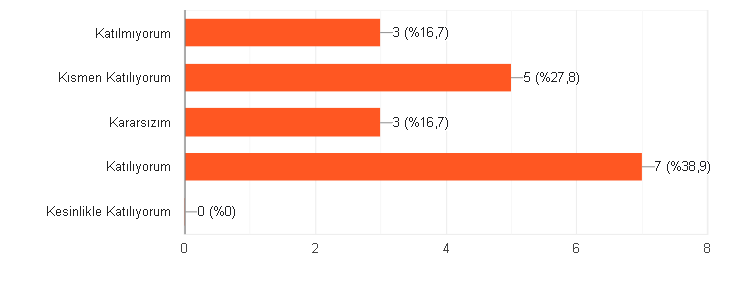 Katılmıyorum 3 (%16,7)
Kısmen Katılıyorum 5 (%27,8)
Kararsızım 3 (%16,7)
Katılıyorum 7 (%38,9)
Kesinlikle Katılıyorum 0 (%0)
0 2 4 6 8